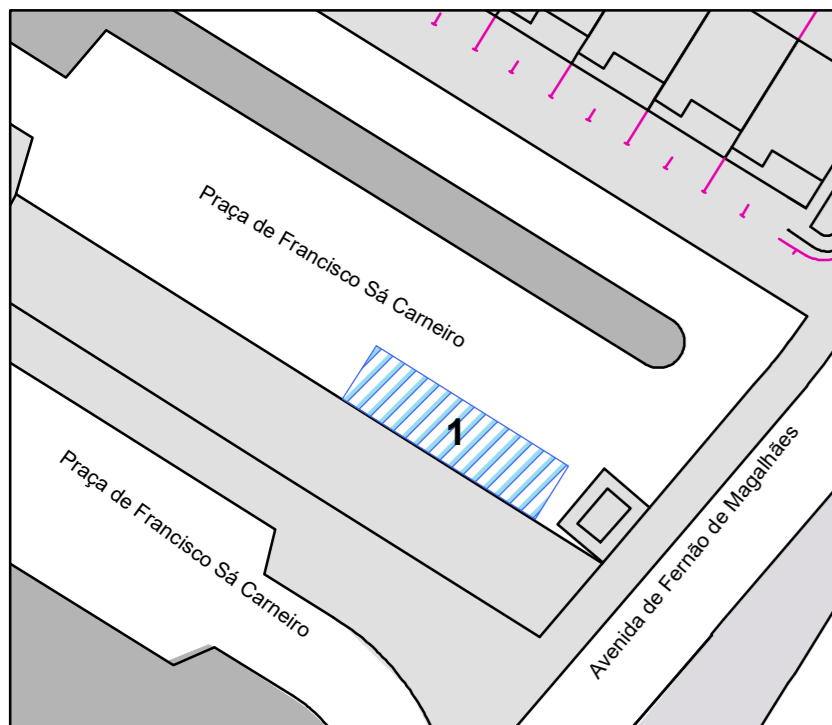 Praça de Francisco Sá Carneiro
1
Praça de Francisco Sá Carneiro
Avenida de Fernão de Magalhães